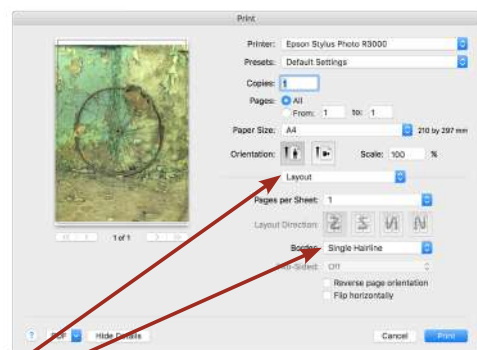 Print
Printer: Epson Stylus Photo R3000
Presets: Default Settings
Copies: 1
Pages: All
From: 1 to: 1
Paper Size: A4 210 by 297 mm
Orientation: Scale: 100 %
Layout
Pages per Sheet: 1
Layout Direction:
1 of 1
Border: Single Hairline
Off
Reverse page orientation
Flip horizontally
? PDF Hide Details Cancel Print